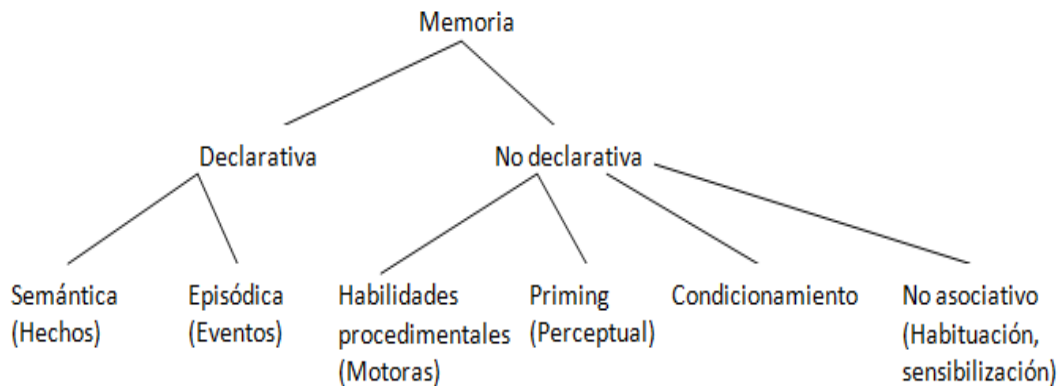 Memoria
Declarativa
No declarativa
Semántica
(Hechos)
Episódica
(Eventos)
Habilidades
procedimentales
(Motoras)
Priming
(Perceptual)
Condicionamiento
No asociativo
(Habituación,
sensibilización)